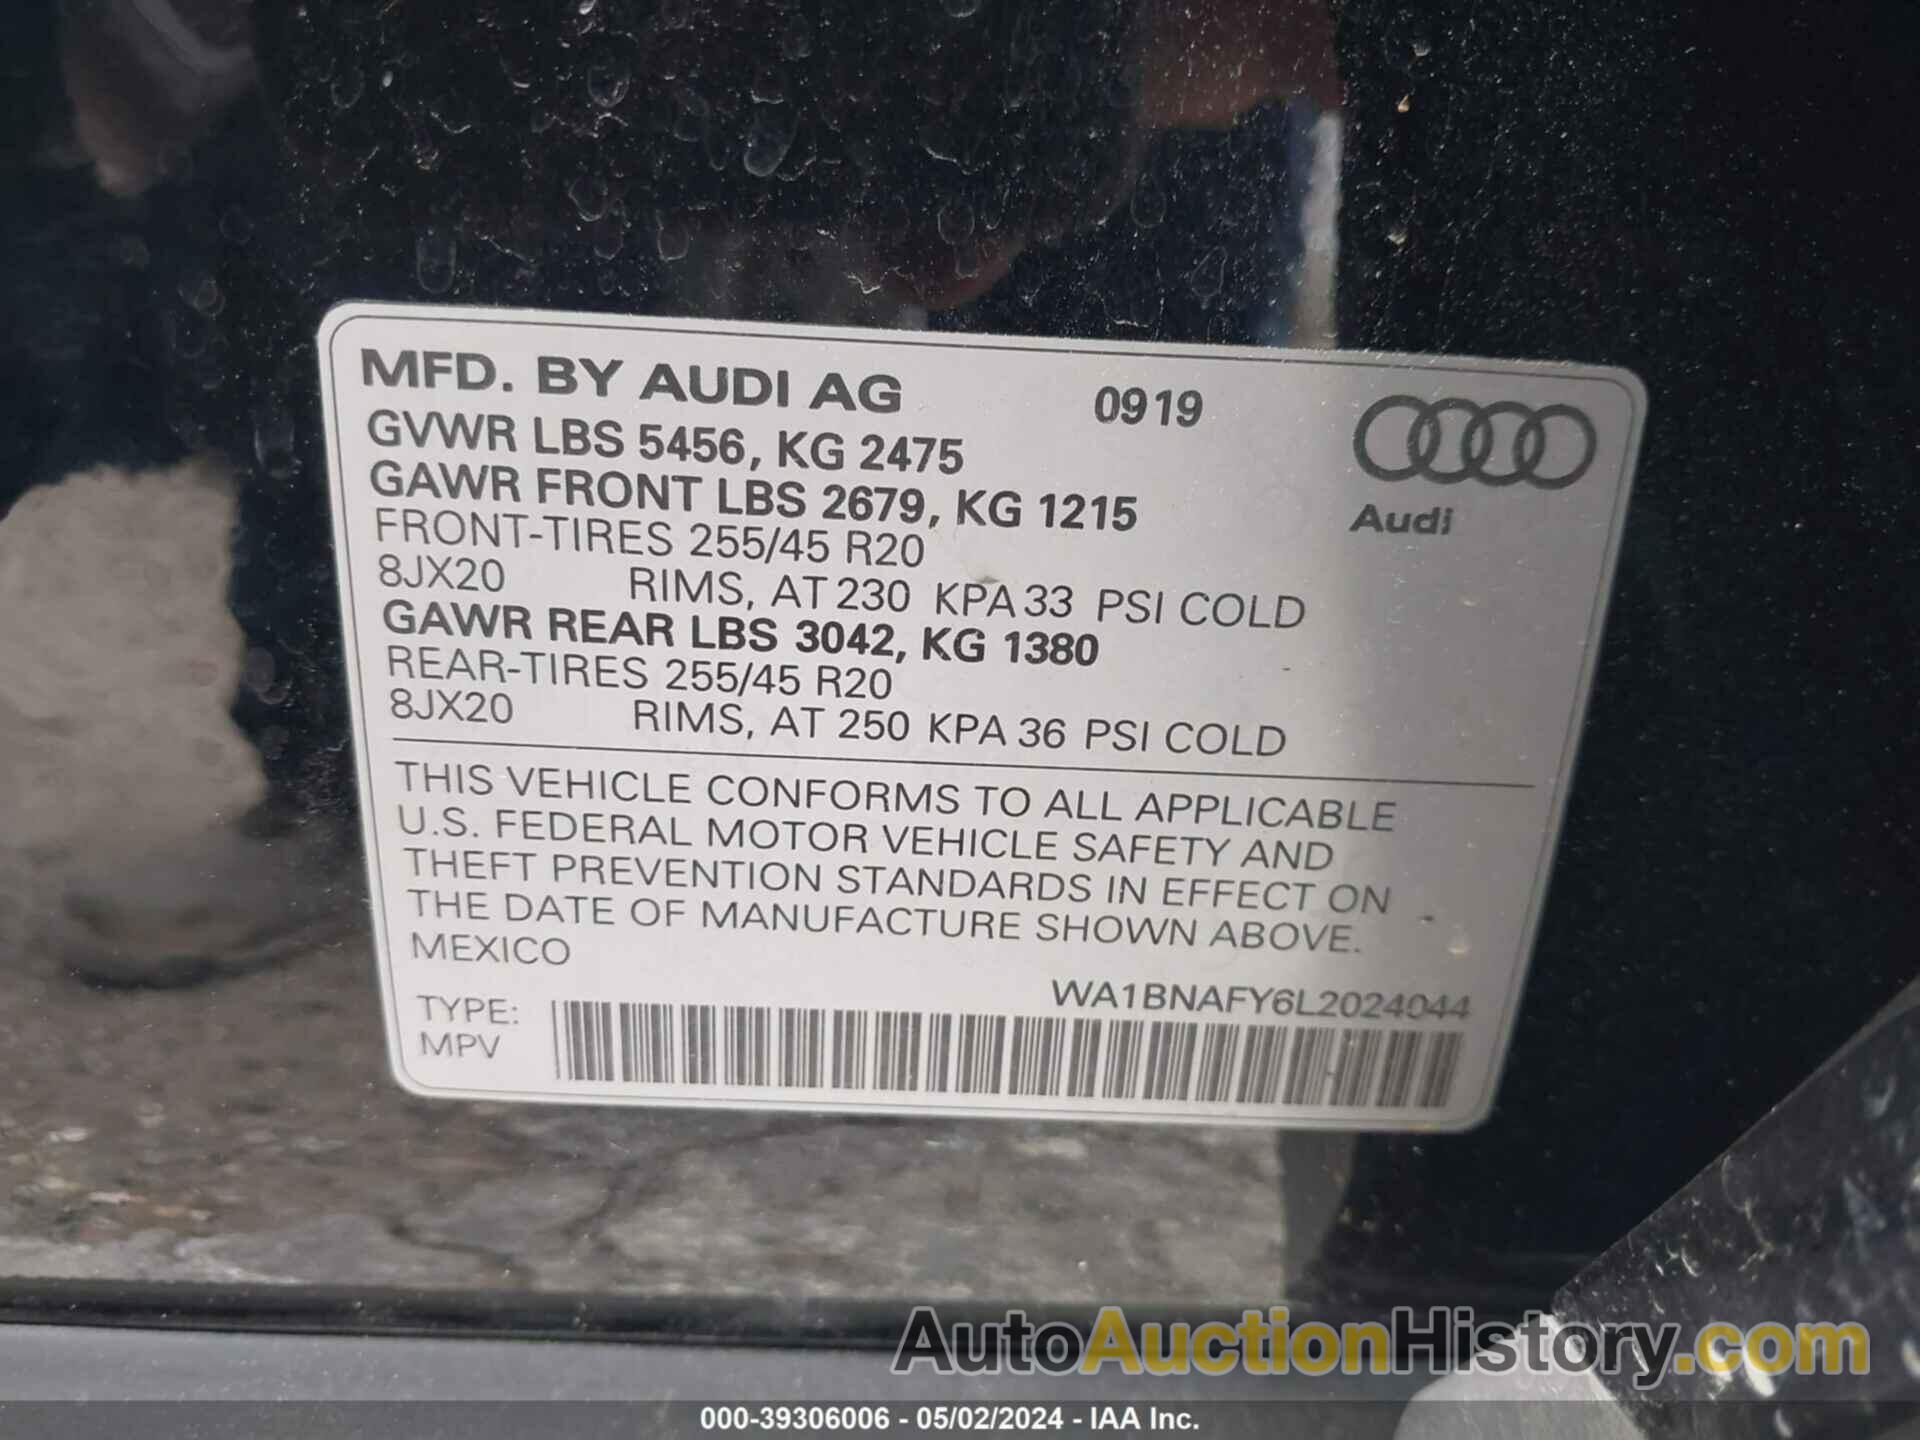 MFD. BY AUDI AG 0919
GVWR LBS 5456, KG 2475
GAWR FRONT LBS 2679, KG 1215
Audi
FRONT-TIRES 255/45 R20
8JX20 RIMS, AT 230 KPA 33 PSI COLD
GAWR REAR LBS 3042, KG 1380
REAR-TIRES 255/45 R20
8JX20 RIMS, AT 250 KPA 36 PSI COLD
THIS VEHICLE CONFORMS TO ALL APPLICABLE
U.S. FEDERAL MOTOR VEHICLE SAFETY AND
THEFT PREVENTION STANDARDS IN EFFECT ON
THE DATE OF MANUFACTURE SHOWN ABOVE.
MEXICO
WA1BNAFY6L2024044
TYPE:
MPV
AutoAuctionHistory.com
000-39306006 - 05/02/2024 - IAA Inc.